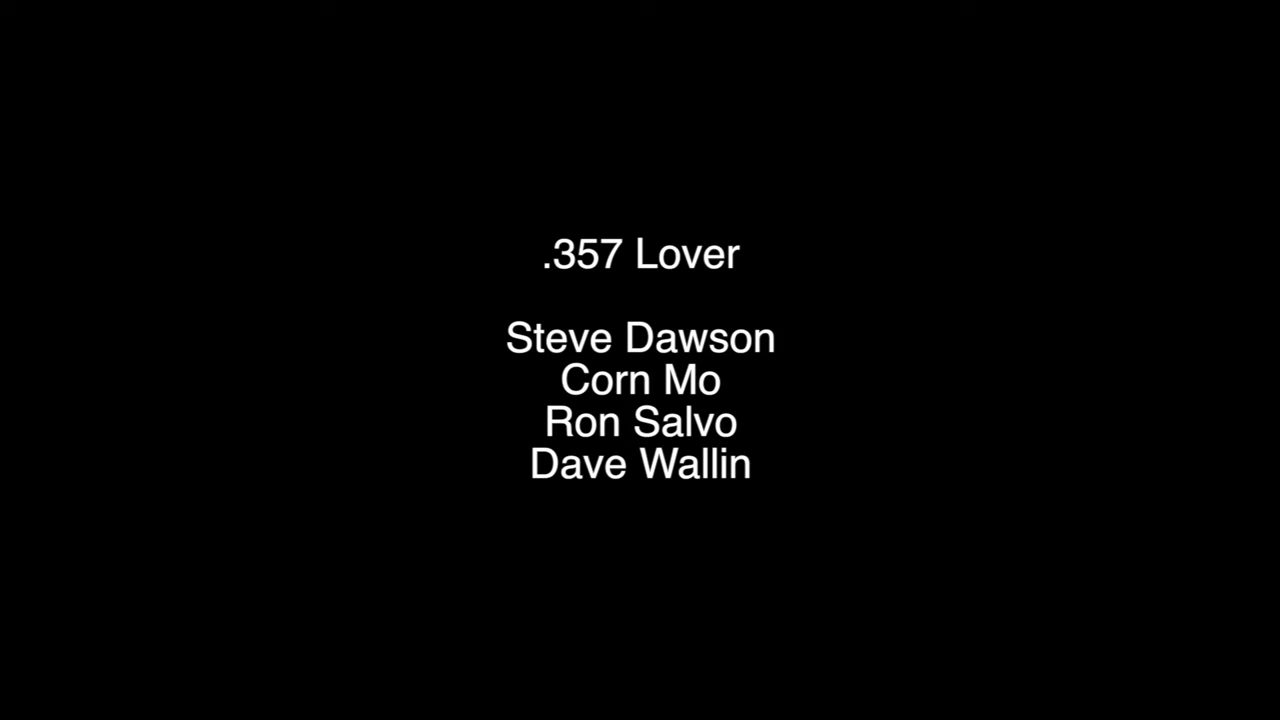 .357 Lover
Steve Dawson
Corn Mo
Ron Salvo
Dave Wallin